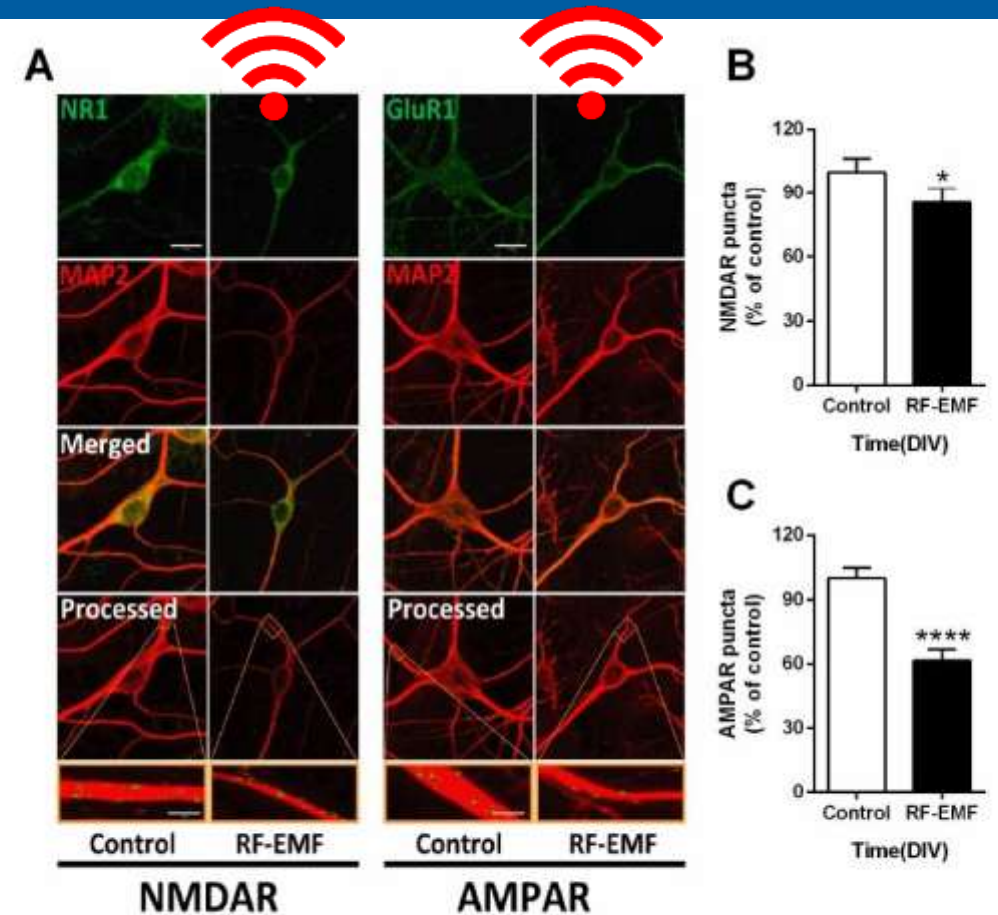 A
NR1
GluR1
MAP2
MAP2
Merged
Processed
Processed
Control
RF-EMF
Control
RF-EMF
NMDAR
AMPAR
B
120
90
60
30
0
NMDAR puncta
(% of control)
*
Control
RF-EMF
Time(DIV)
C
120
90
60
30
0
AMPAR puncta
(% of control)
****
Control
RF-EMF
Time(DIV)